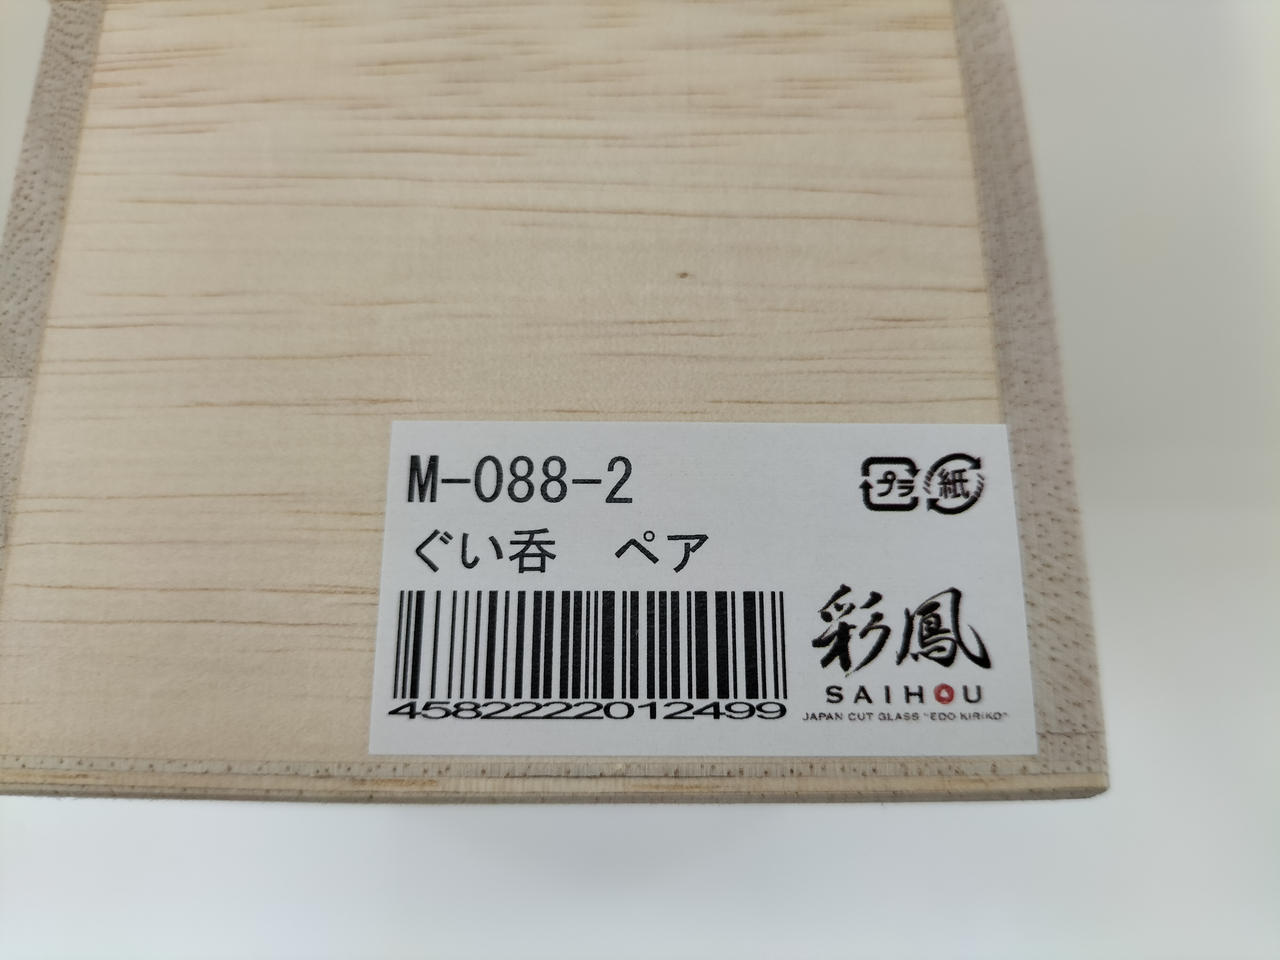 M-088-2
プラ 紙
ぐい呑 ペア
4582222012499
彩鳳
SAIHOU
JAPAN CUT GLASS "EDO KIRIKO"